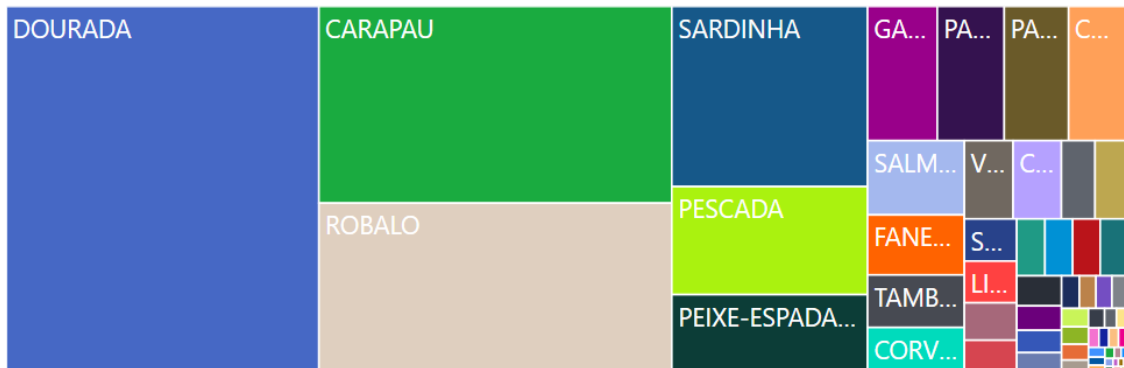 DOURADA
CARAPAU
ROBALO
SARDINHA
PESCADA
PEIXE-ESPADA...
GA...
PA...
PA...
C...
SALM...
V...
C...
FANE...
S...
LI...
TAMB...
CORV...